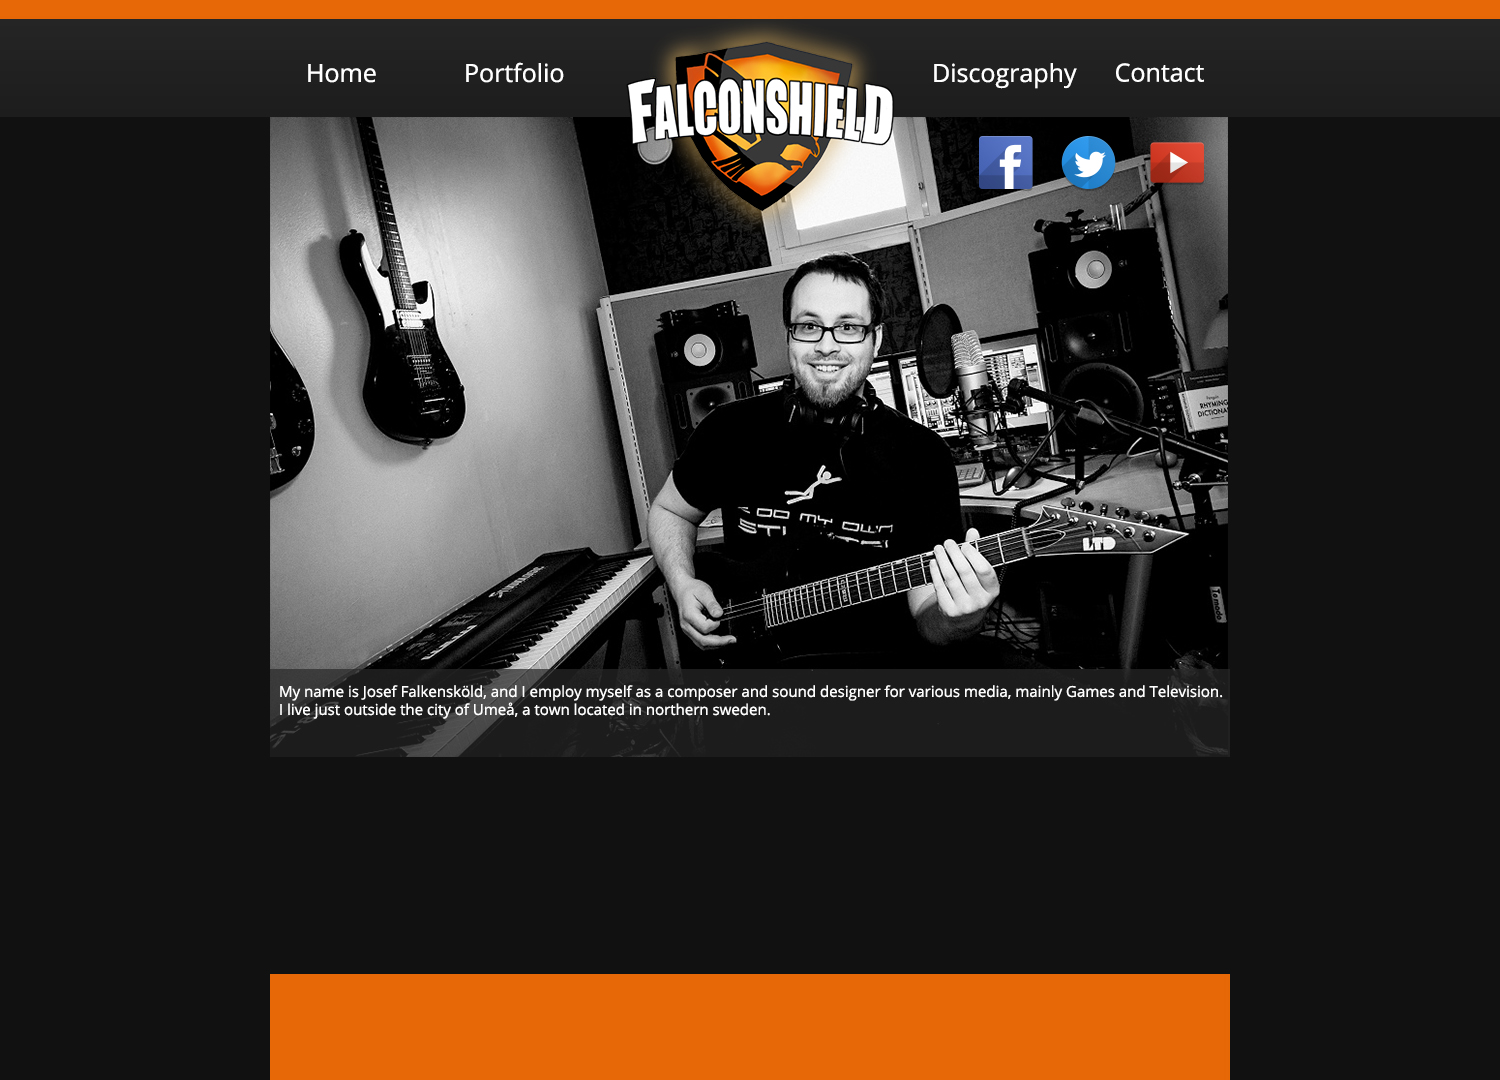 Home
Portfolio
FALCONSHIELD
Discography
Contact
RHYMING
LTD
My name is Josef Falkensköld, and I employ myself as a composer and sound designer for various media, mainly Games and Television.
I live just outside the city of Umeå, a town located in northern sweden.